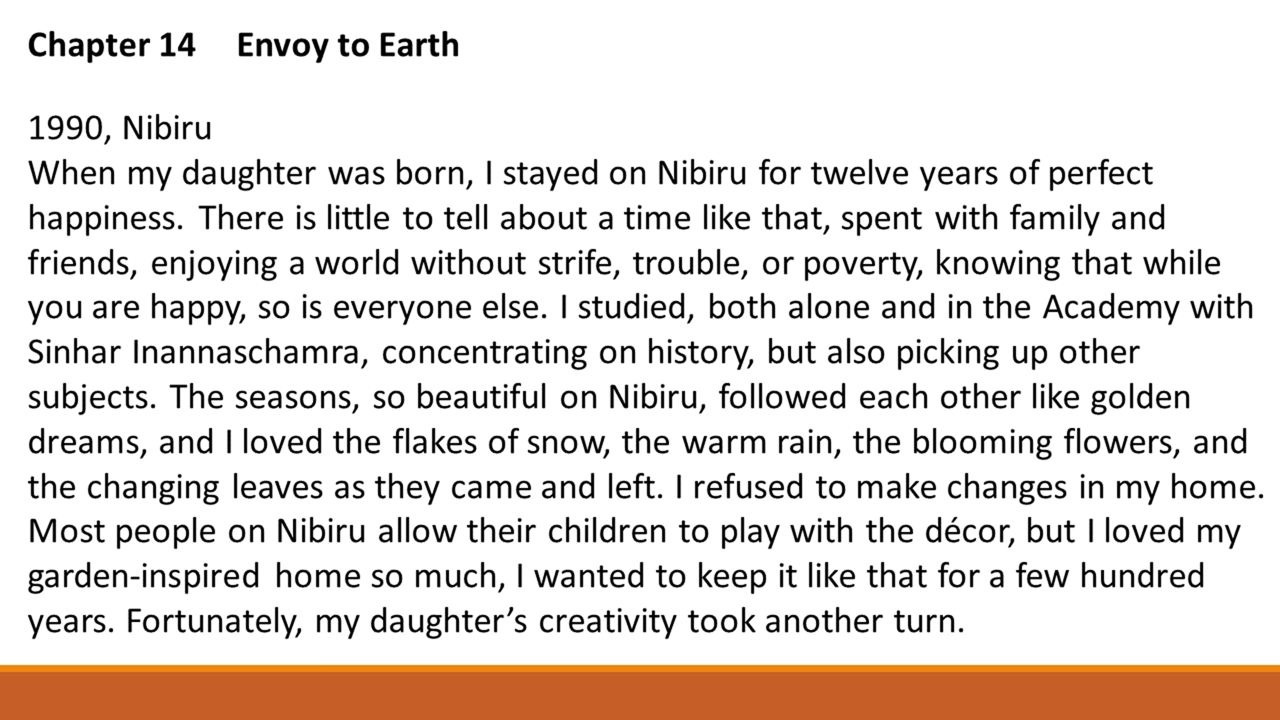 Chapter 14 Envoy to Earth
1990, Nibiru
When my daughter was born, I stayed on Nibiru for twelve years of perfect
happiness. There is little to tell about a time like that, spent with family and
friends, enjoying a world without strife, trouble, or poverty, knowing that while
you are happy, so is everyone else. I studied, both alone and in the Academy with
Sinhar Inannaschamra, concentrating on history, but also picking up other
subjects. The seasons, so beautiful on Nibiru, followed each other like golden
dreams, and I loved the flakes of snow, the warm rain, the blooming flowers, and
the changing leaves as they came and left. I refused to make changes in my home.
Most people on Nibiru allow their children to play with the décor, but I loved my
garden-inspired home so much, I wanted to keep it like that for a few hundred
years. Fortunately, my daughter’s creativity took another turn.